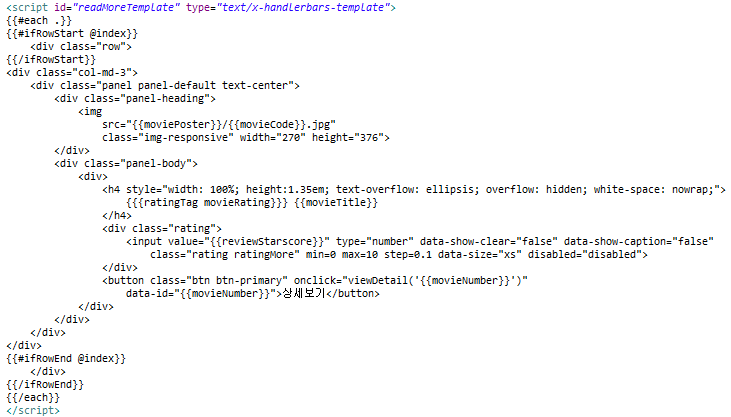 <script id="readMoreTemplate" type="text/x-handlerbars-template">
{{#each .}}
{{#ifRowStart @index}}
    <div class="row">
{{/ifRowStart}}
<div class="col-md-3">
    <div class="panel panel-default text-center">
        <div class="panel-heading">
            <img
                src="{{moviePoster}}/{{movieCode}}.jpg"
                class="img-responsive" width="270" height="376">
        </div>
        <div class="panel-body">
            <div>
                <h4 style="width: 100%; height:1.35em; text-overflow: ellipsis; overflow: hidden; white-space: nowrap;">
                    {{{ratingTag movieRating}}} {{movieTitle}}
                </h4>
                <div class="rating">
                    <input value="{{reviewStarscore}}" type="number" data-show-clear="false" data-show-caption="false"
                        class="rating ratingMore" min=0 max=10 step=0.1 data-size="xs" disabled="disabled">
                </div>
                <button class="btn btn-primary" onclick="viewDetail('{{movieNumber}}')"
                    data-id="{{movieNumber}}">상세보기</button>
            </div>
        </div>
    </div>
</div>
{{#ifRowEnd @index}}
    </div>
{{/ifRowEnd}}
{{/each}}
</script>